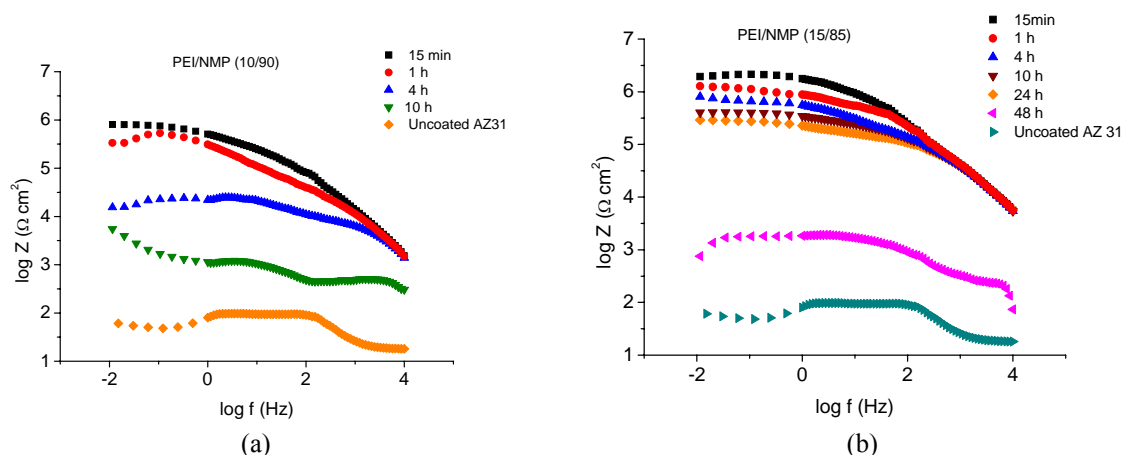 PEI/NMP (10/90)
15 min
1 h
4 h
10 h
Uncoated AZ31
log Z (Ω cm2)
7
6
5
4
3
2
1
-2
0
2
4
log f (Hz)
(a)
PEI/NMP (15/85)
15min
1 h
4 h
10 h
24 h
48 h
Uncoated AZ 31
log Z (Ω cm2)
7
6
5
4
3
2
1
-2
0
2
4
log f (Hz)
(b)